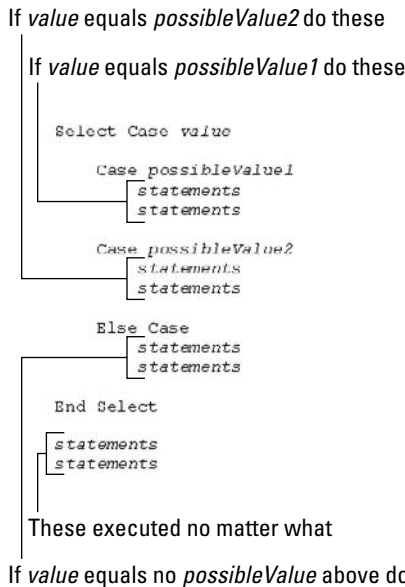 If value equals possibleValue2 do these
If value equals possibleValue1 do these
Select Case value
Case possibleValue1
statements
statements
Case possibleValue2
statements
statements
Else Case
statements
statements
End Select
statements
statements
These executed no matter what
If value equals no possibleValue above do